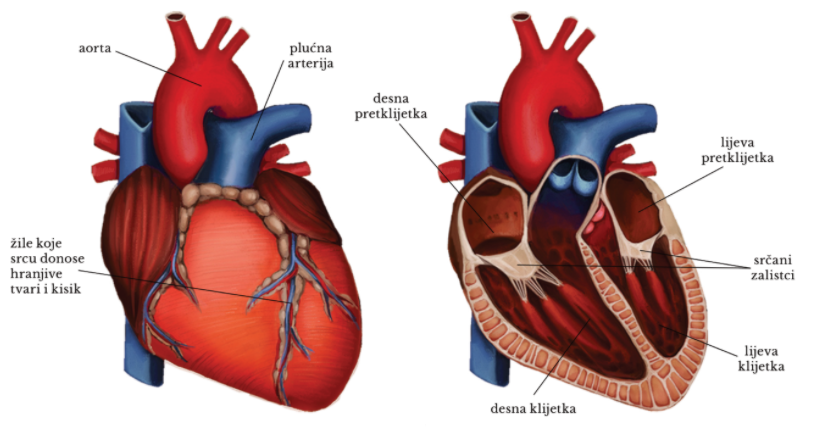 aorta
plućna
arterija
žile koje
srcu donose
hranjive
tvari i kisik
desna
pretklijetka
lijeva
pretklijetka
srčani
zalistci
lijeva
klijetka
desna klijetka